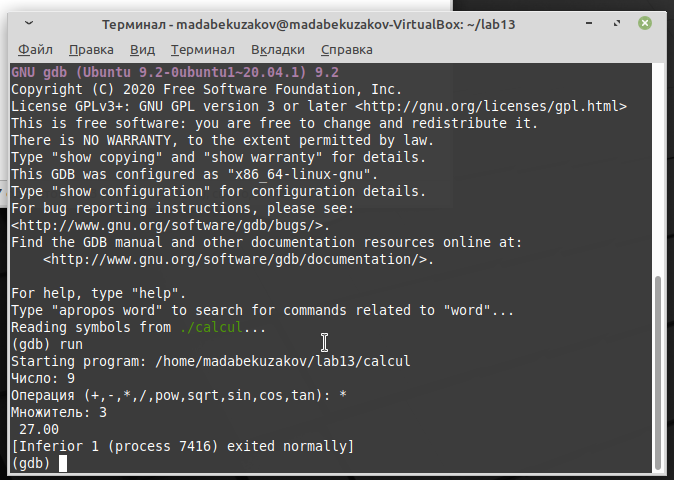 Терминал - madabekuzakov@madabekuzakov-VirtualBox: ~/lab13
Файл Правка Вид Терминал Вкладки Справка
GNU gdb (Ubuntu 9.2-0ubuntu1~20.04.1) 9.2
Copyright (C) 2020 Free Software Foundation, Inc.
License GPLv3+: GNU GPL version 3 or later <http://gnu.org/licenses/gpl.html>
This is free software: you are free to change and redistribute it.
There is NO WARRANTY, to the extent permitted by law.
Type "show copying" and "show warranty" for details.
This GDB was configured as "x86_64-linux-gnu".
Type "show configuration" for configuration details.
For bug reporting instructions, please see:
<http://www.gnu.org/software/gdb/bugs/>.
Find the GDB manual and other documentation resources online at:
    <http://www.gnu.org/software/gdb/documentation/>.

For help, type "help".
Type "apropos word" to search for commands related to "word"...
Reading symbols from ./calcul...
(gdb) run
Starting program: /home/madabekuzakov/lab13/calcul
Число: 9
Операция (+,-,*,/,pow,sqrt,sin,cos,tan): *
Множитель: 3
 27.00
[Inferior 1 (process 7416) exited normally]
(gdb)